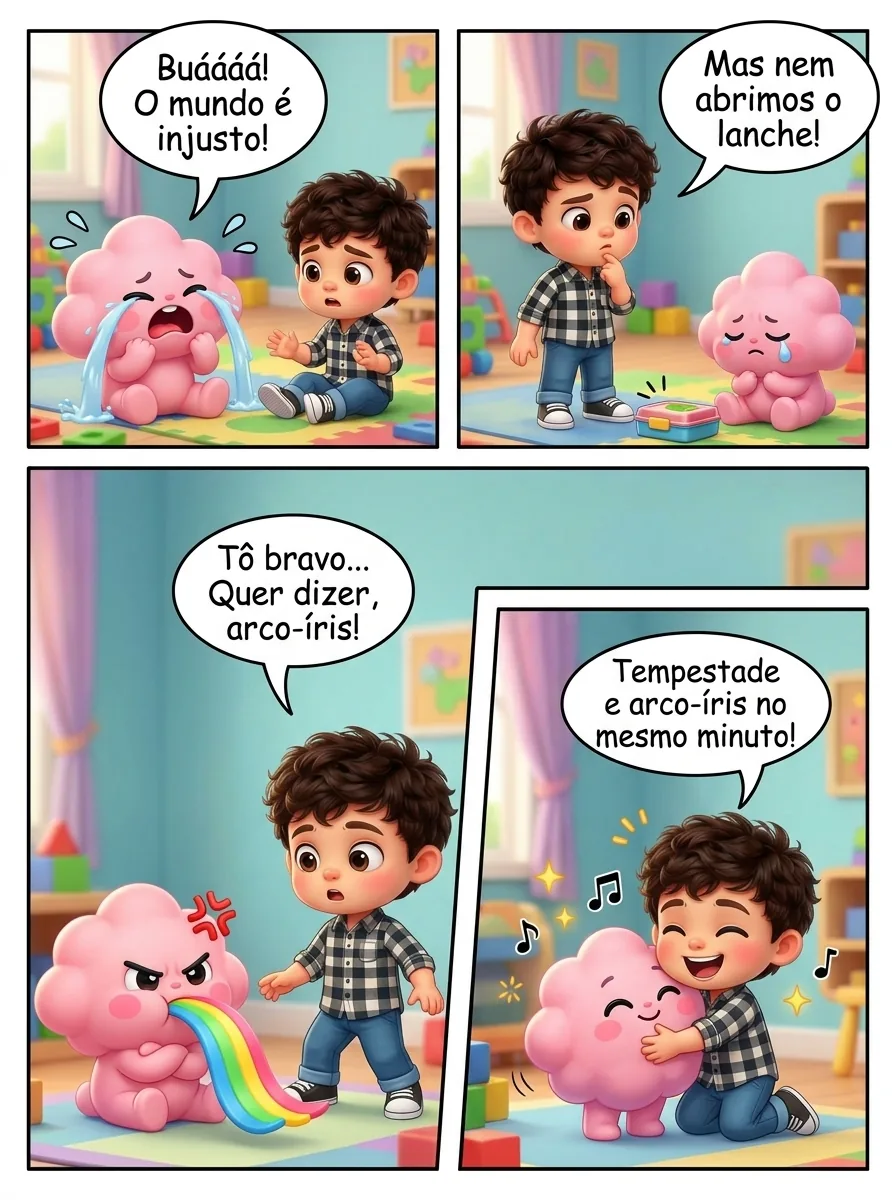 Buáááá!
O mundo é
injusto!
Mas nem
abrimos o
lanche!
Tô bravo...
Quer dizer,
arco-íris!
Tempestade
e arco-íris no
mesmo minuto!